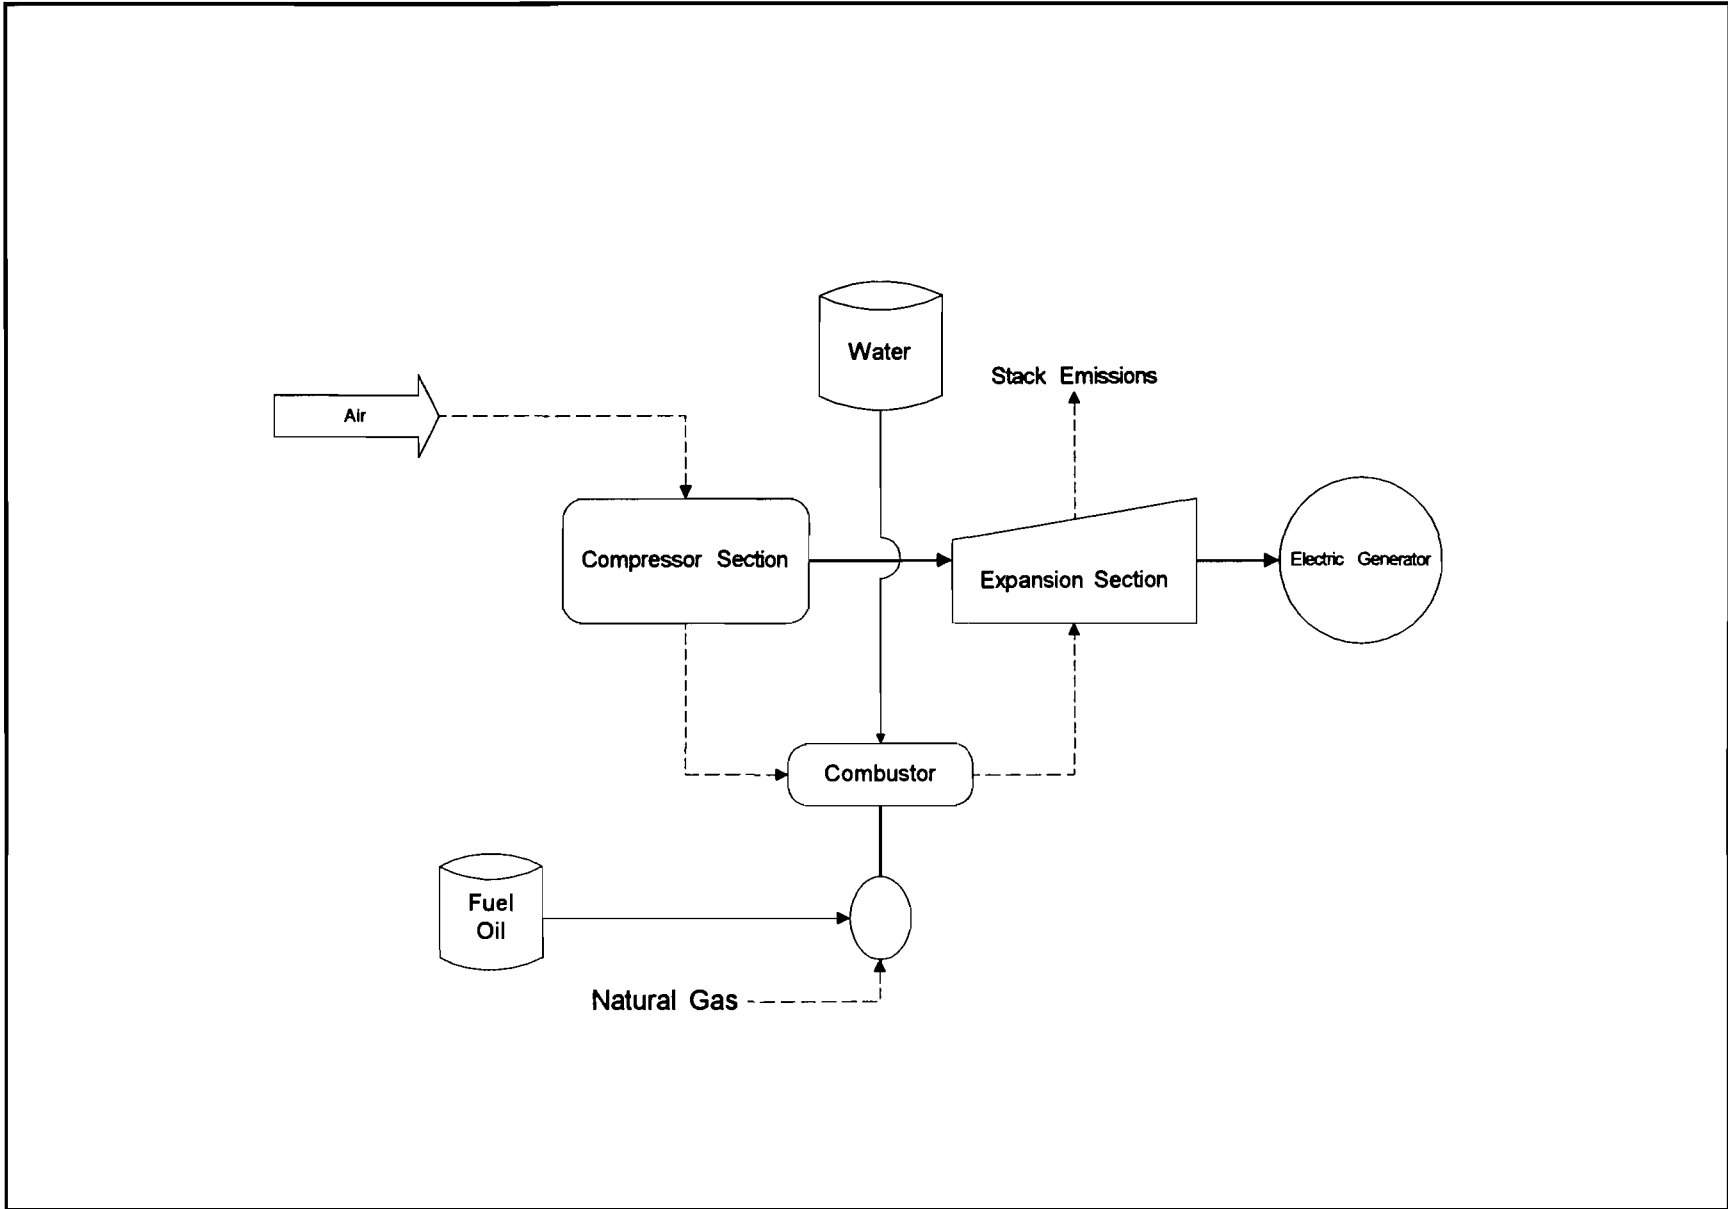 Water
Stack Emissions
Air
Compressor Section
Expansion Section
Electric Generator
Combustor
Fuel
Oil
Natural Gas